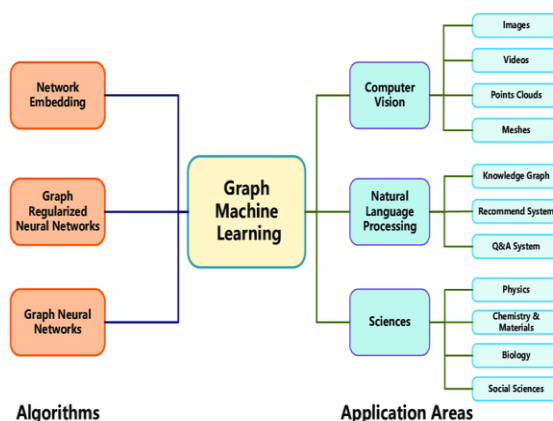 Network
Embedding
Graph
Regularized
Neural Networks
Graph Neural
Networks
Algorithms
Graph
Machine
Learning
Computer
Vision
Images
Videos
Points Clouds
Meshes
Natural
Language
Processing
Knowledge Graph
Recommend System
Q&A System
Sciences
Physics
Chemistry &
Materials
Biology
Social Sciences
Application Areas